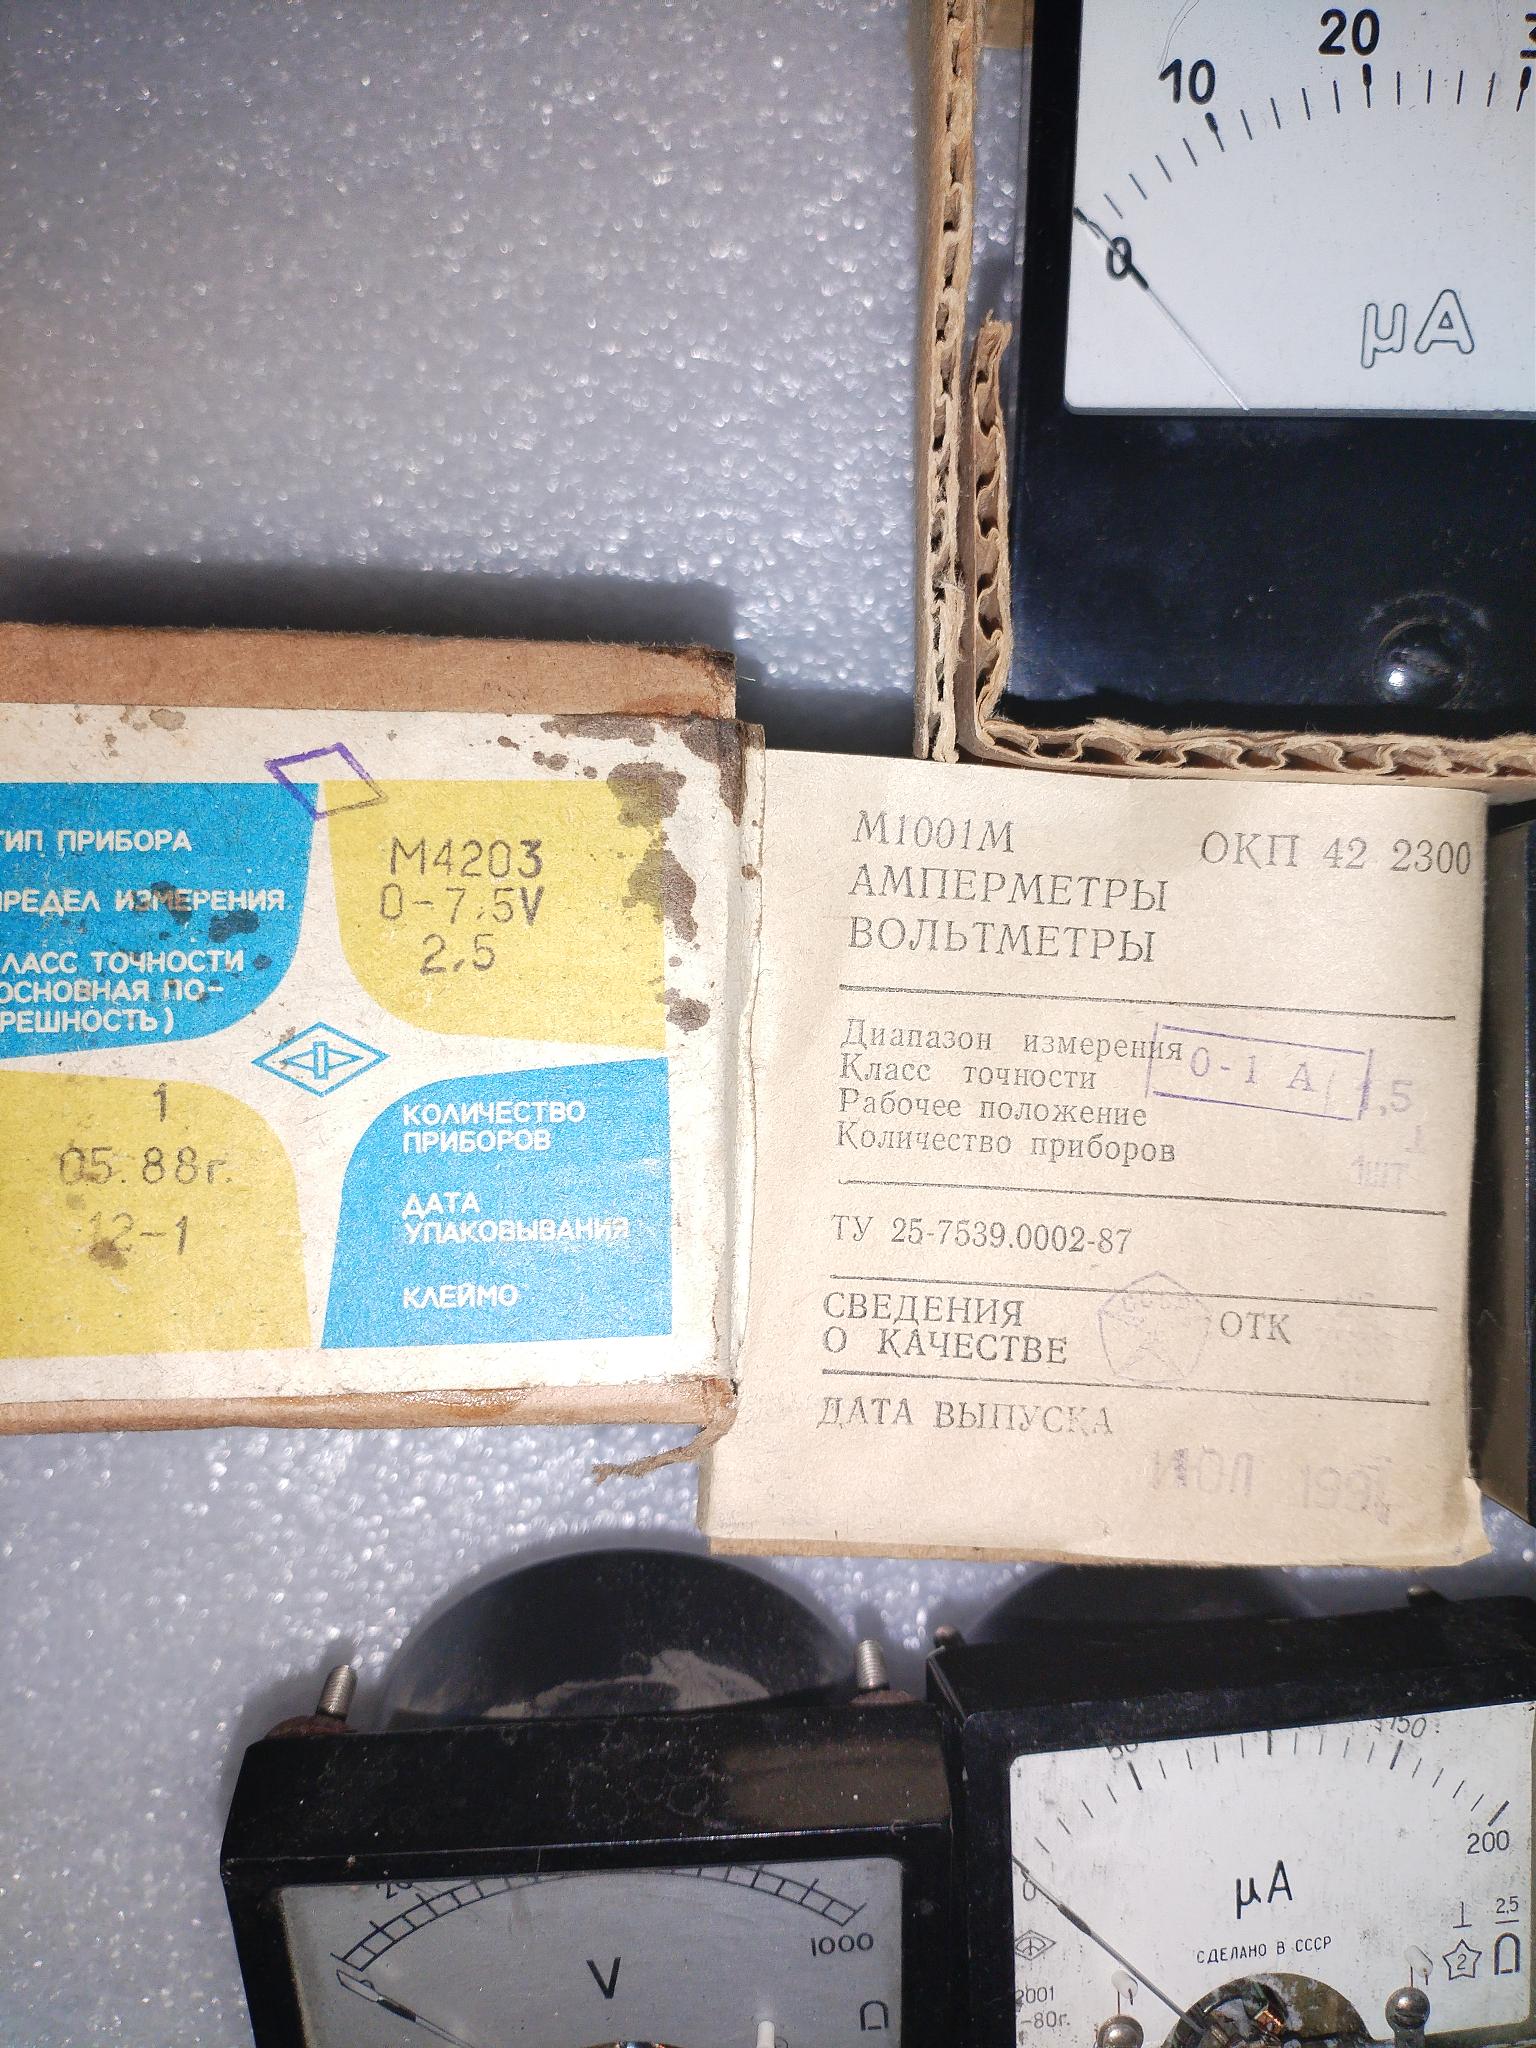 10 20
0
µA
ТИП ПРИБОРА
ПРЕДЕЛ ИЗМЕРЕНИЯ
КЛАСС ТОЧНОСТИ
(ОСНОВНАЯ ПО-
ГРЕШНОСТЬ)
М4203
0-7,5V
2,5
1
05.88г.
12-1
КОЛИЧЕСТВО
ПРИБОРОВ
ДАТА
УПАКОВЫВАНИЯ
КЛЕЙМО
М1001М ОКП 42 2300
АМПЕРМЕТРЫ
ВОЛЬТМЕТРЫ
Диапазон измерения 0-1 А
Класс точности 1,5
Рабочее положение
Количество приборов 1шт
ТУ 25-7539.0002-87
СВЕДЕНИЯ
О КАЧЕСТВЕ ОТК
ДАТА ВЫПУСКА
ИЮЛ
1000
V
50 150
200
0
µA
СДЕЛАНО В СССР
2,5
2
2001
-80г.